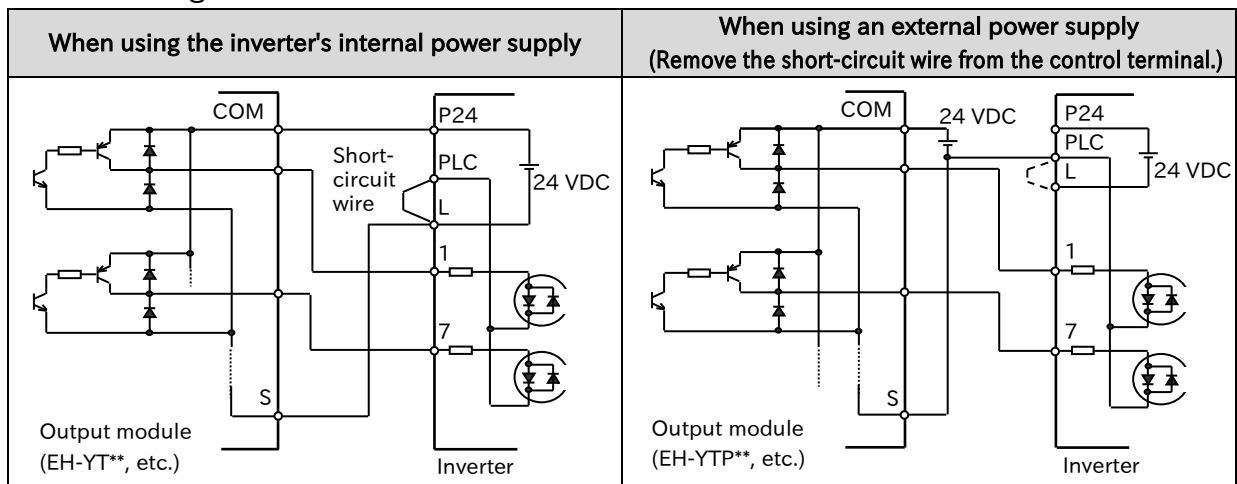 When using the inverter's internal power supply
When using an external power supply
(Remove the short-circuit wire from the control terminal.)
COM
P24
Short-
circuit
wire
PLC
L
24 VDC
1
7
S
Output module
(EH-YT**, etc.)
Inverter
COM
24 VDC
P24
PLC
L
24 VDC
1
7
S
Output module
(EH-YTP**, etc.)
Inverter